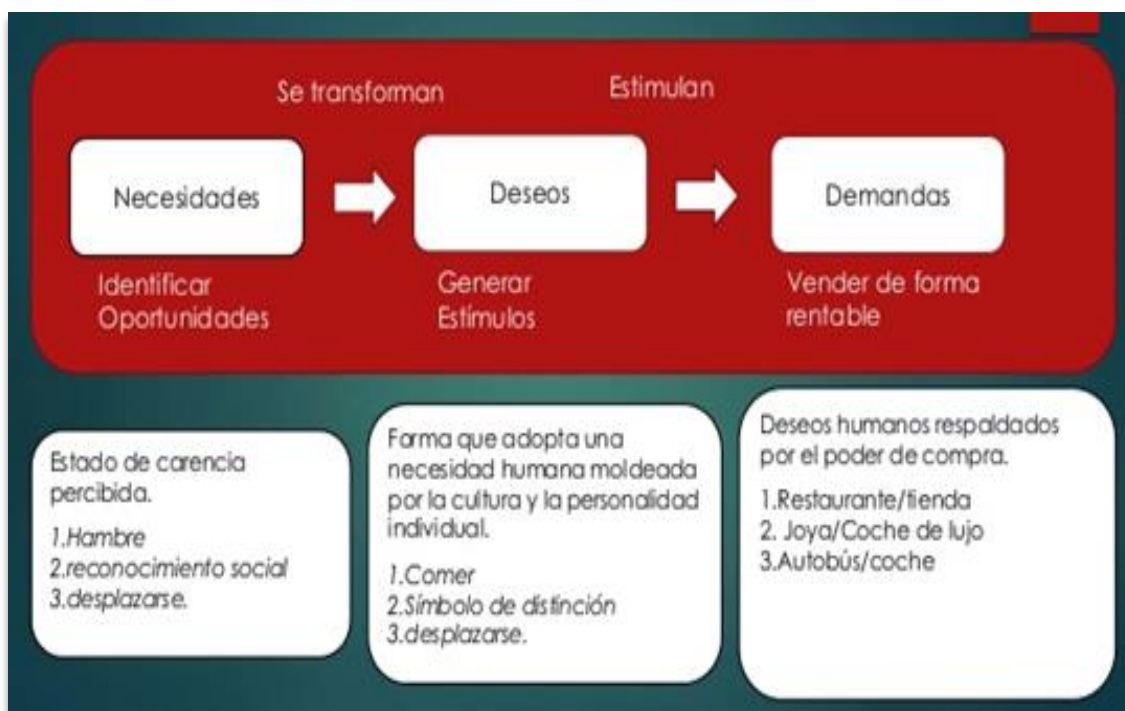 Se transforman
Estimulan
Necesidades
Deseos
Demandas
Identificar
Oportunidades
Generar
Estímulos
Vender de forma
rentable
Estado de carencia
percibida.
1.Hambre
2.reconocimiento social
3.desplazarse.
Forma que adopta una
necesidad humana moldeada
por la cultura y la personalidad
individual.
1.Comer
2.Símbolo de distinción
3.desplazarse.
Deseos humanos respaldados
por el poder de compra.
1.Restaurante/tienda
2. Joya/Coche de lujo
3.Autobús/coche